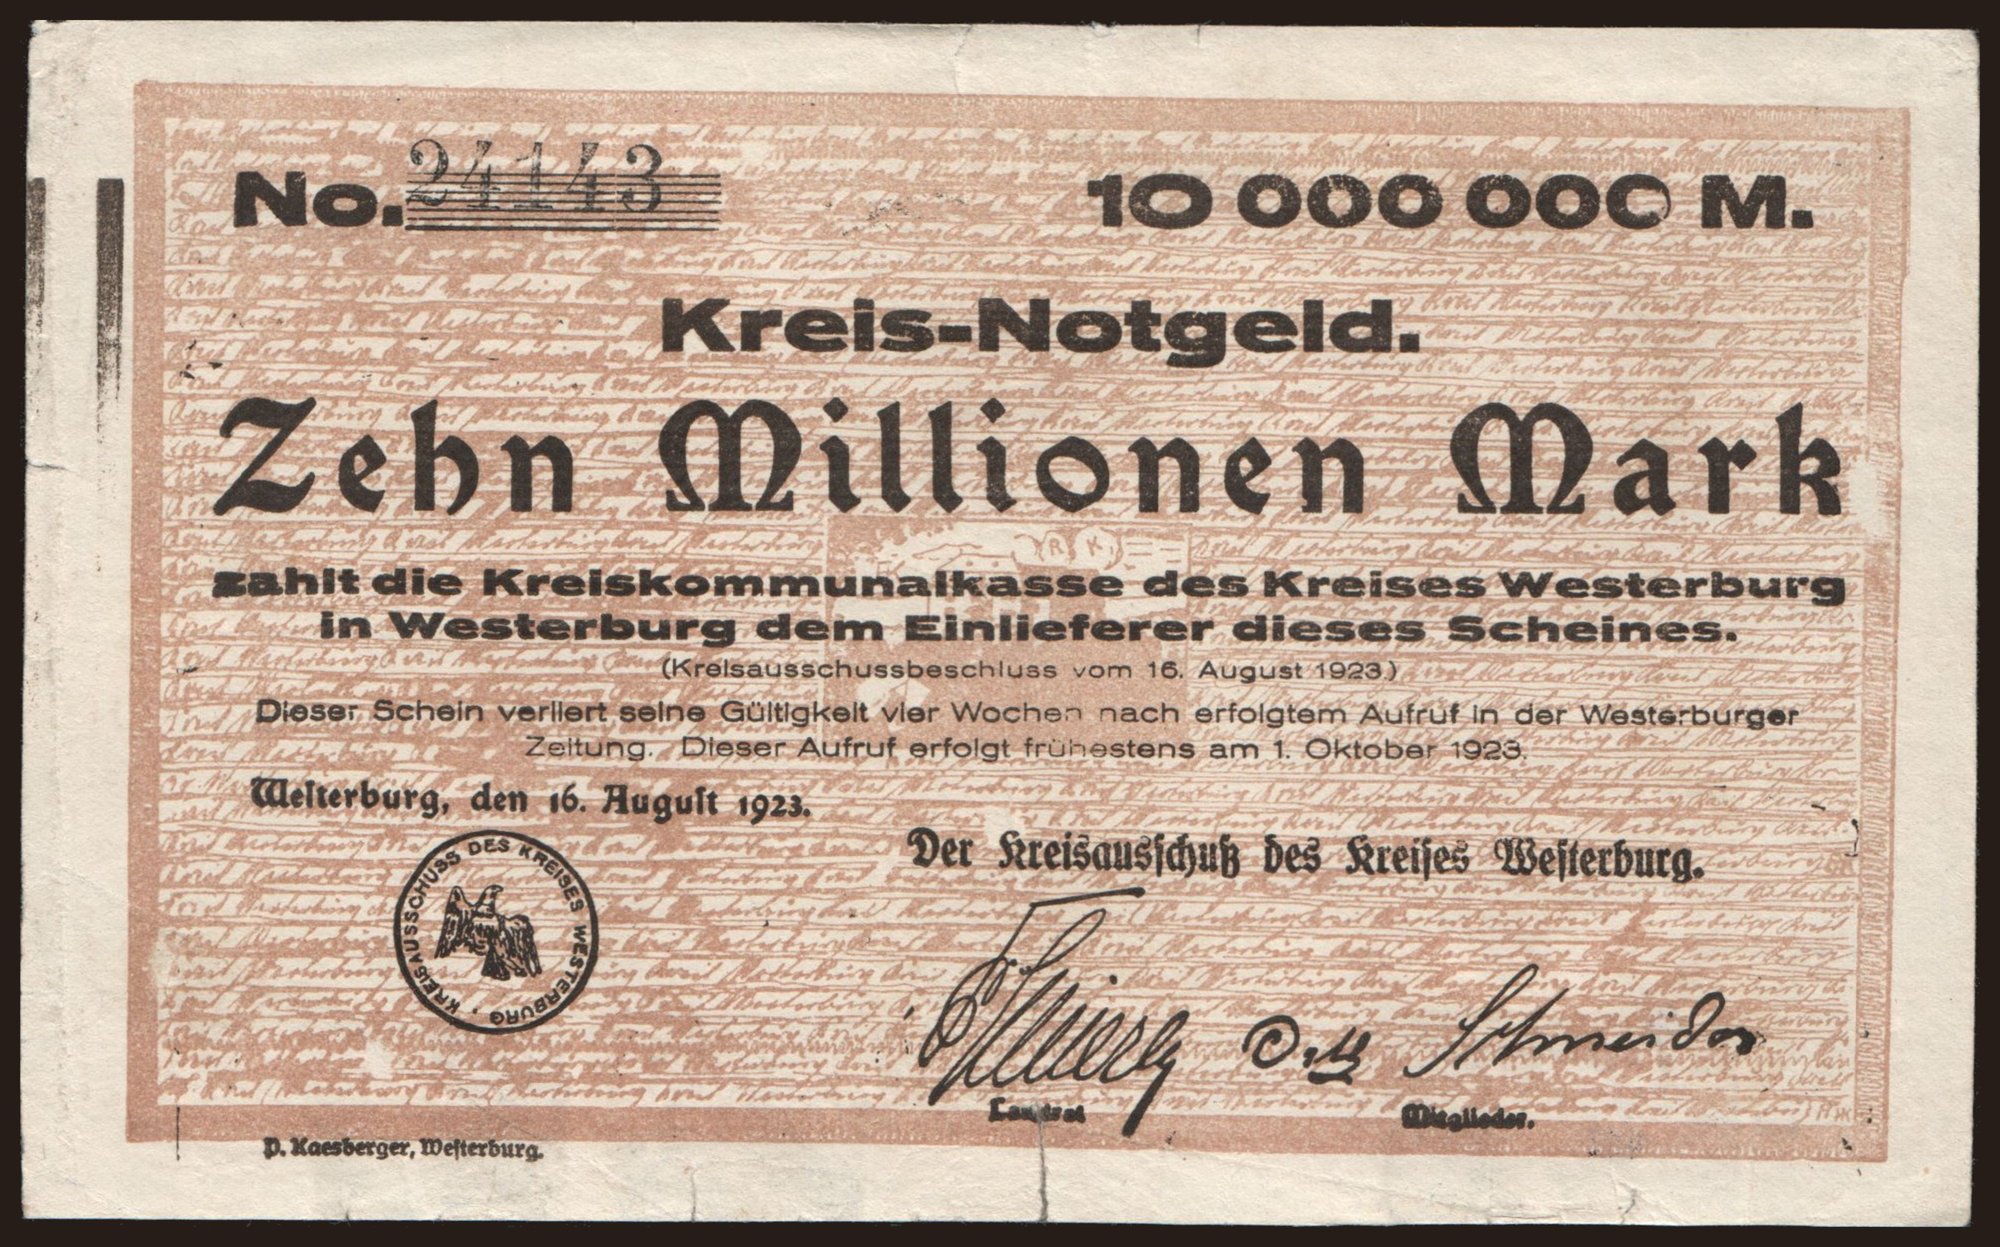 No. 24143 10 000 000 M.
Kreis-Notgeld.
Zehn Millionen Mark
zahlt die Kreiskommunalkasse des Kreises Westerburg
in Westerburg dem Einlieferer dieses Scheines.
(Kreisausschussbeschluss vom 16. August 1923.)
Dieser Schein verliert seine Gültigkeit vier Wochen nach erfolgtem Aufruf in der Westerburger
Zeitung. Dieser Aufruf erfolgt frühestens am 1. Oktober 1923.
Westerburg, den 16. August 1923.
Der Kreisausschuß des Kreises Westerburg.
KREISAUSSCHUSS DES KREISES WESTERBURG
Schneider
Landrat Mitglieder.
P. Kaesberger, Westerburg.